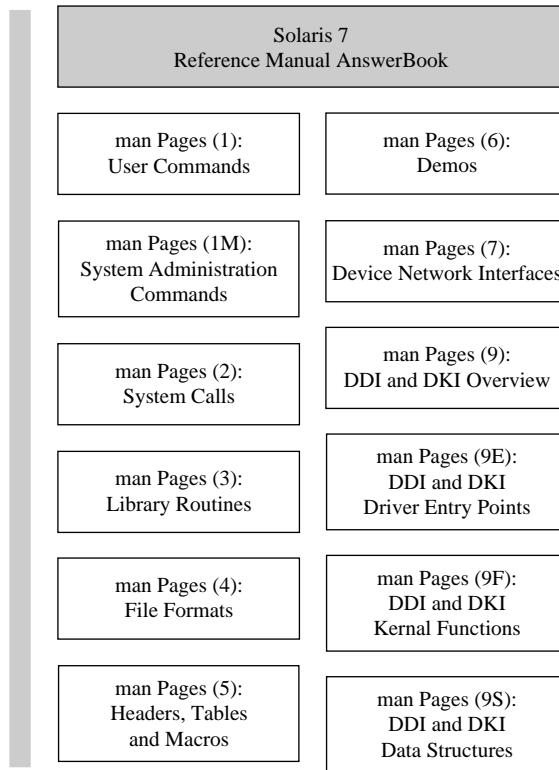 Solaris 7
Reference Manual AnswerBook
man Pages (1):
User Commands
man Pages (1M):
System Administration
Commands
man Pages (2):
System Calls
man Pages (3):
Library Routines
man Pages (4):
File Formats
man Pages (5):
Headers, Tables
and Macros
man Pages (6):
Demos
man Pages (7):
Device Network Interfaces
man Pages (9):
DDI and DKI Overview
man Pages (9E):
DDI and DKI
Driver Entry Points
man Pages (9F):
DDI and DKI
Kernal Functions
man Pages (9S):
DDI and DKI
Data Structures